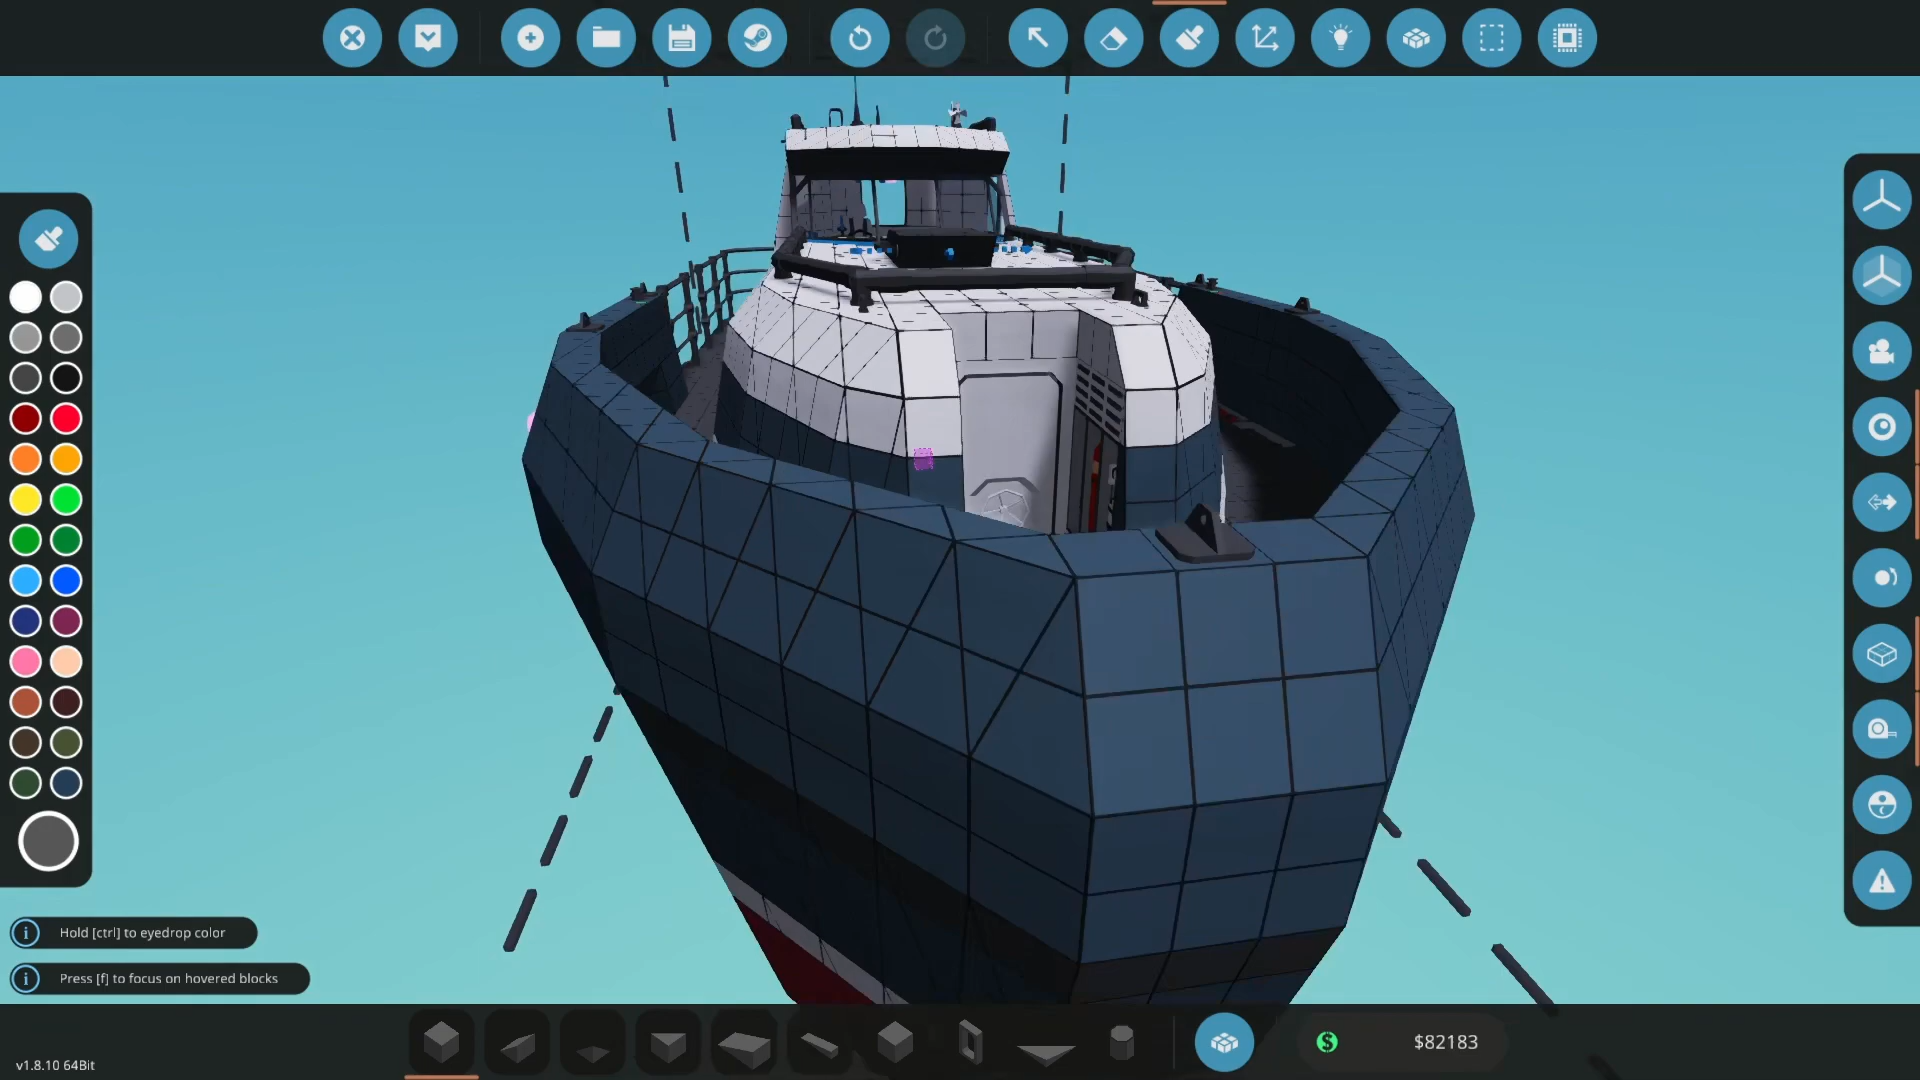 Hold [ctrl] to eyedrop color
Press [f] to focus on hovered blocks
v1.8.10 64Bit
$ $82183